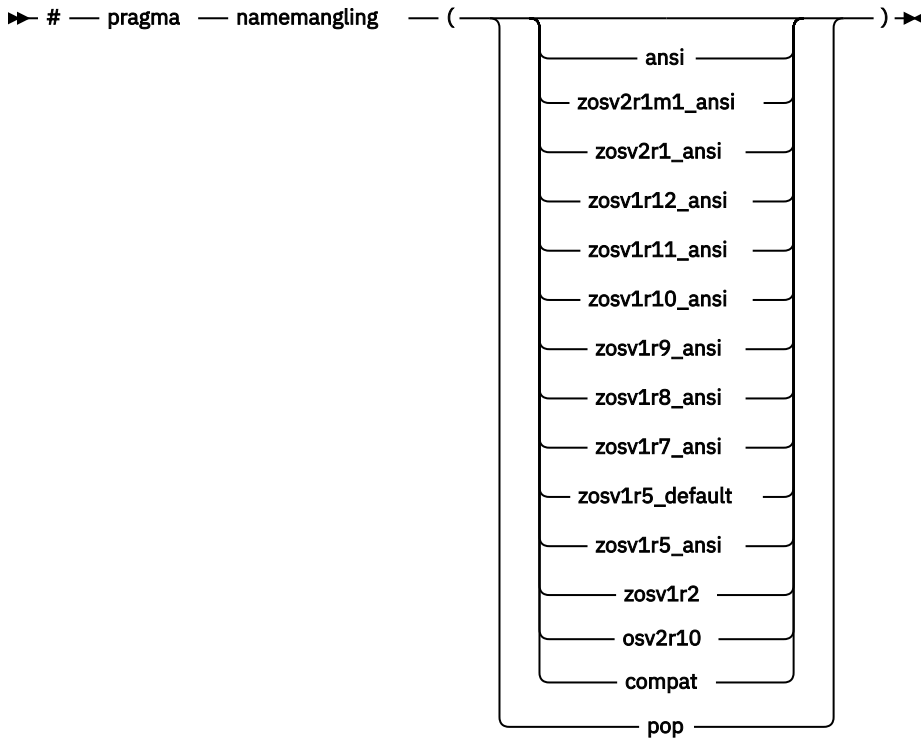 # pragma namemangling ( )
ansi
zosv2r1m1_ansi
zosv2r1_ansi
zosv1r12_ansi
zosv1r11_ansi
zosv1r10_ansi
zosv1r9_ansi
zosv1r8_ansi
zosv1r7_ansi
zosv1r5_default
zosv1r5_ansi
zosv1r2
osv2r10
compat
pop